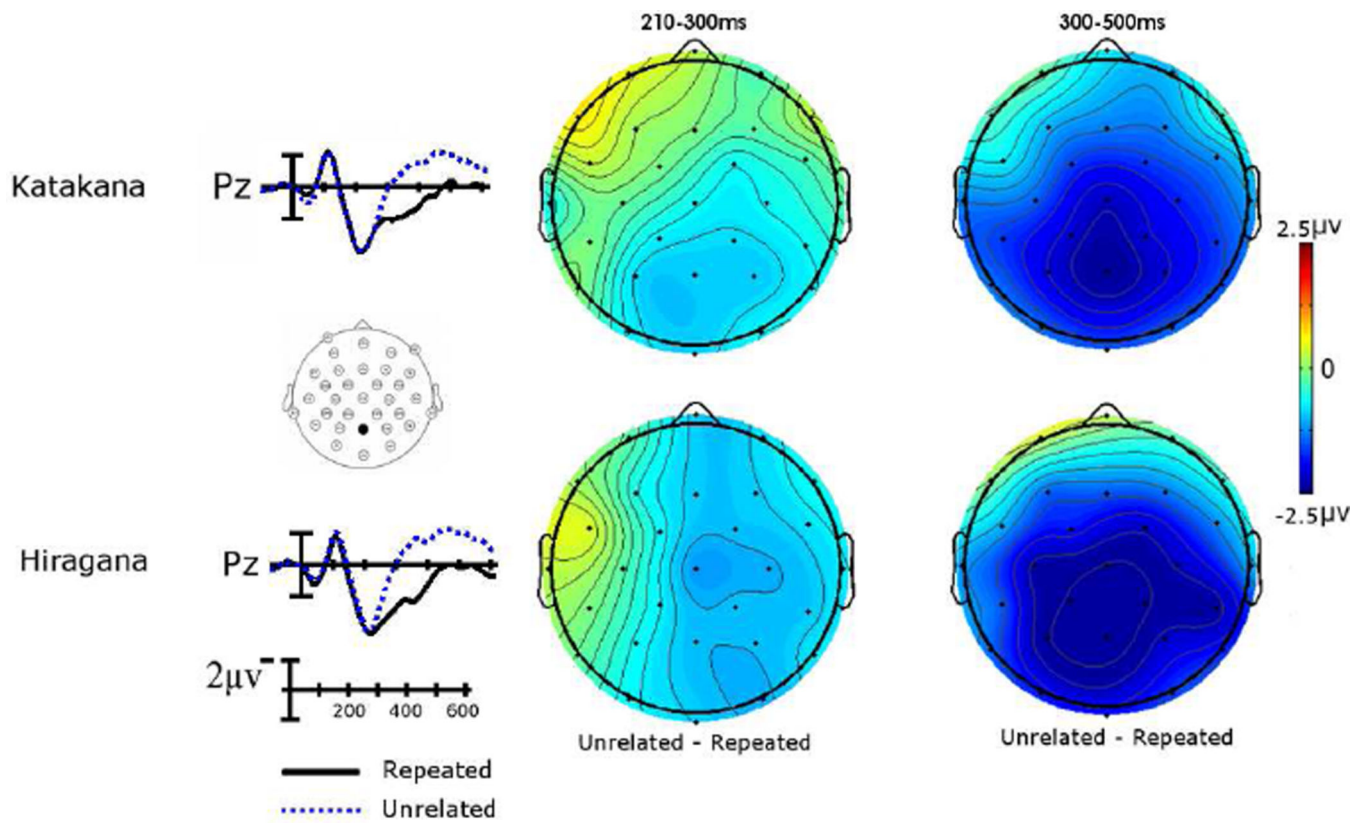 210-300ms
300-500ms
Katakana
Pz
2.5µv
0
-2.5µv
Hiragana
Pz
2µv
200 400 600
Unrelated - Repeated
Unrelated - Repeated
Repeated
Unrelated